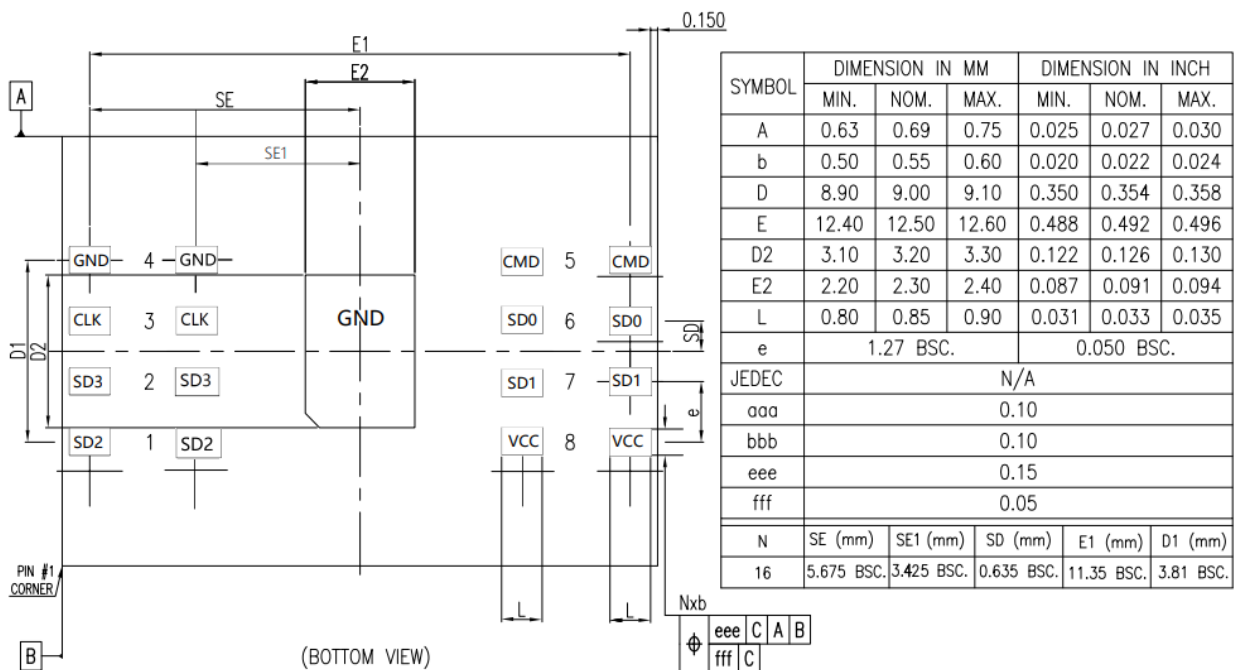 0.150
E1
E2
A
SE
SE1
GND 4 GND CMD 5 CMD
CLK 3 CLK GND SD0 6 SD0
SD
D1 D2
SD3 2 SD3 SD1 7 SD1
e
SD2 1 SD2 VCC 8 VCC
PIN #1
CORNER
L L
Nxb
eee C A B
fff C
B
(BOTTOM VIEW)
SYMBOL DIMENSION IN MM DIMENSION IN INCH
MIN. NOM. MAX. MIN. NOM. MAX.
A 0.63 0.69 0.75 0.025 0.027 0.030
b 0.50 0.55 0.60 0.020 0.022 0.024
D 8.90 9.00 9.10 0.350 0.354 0.358
E 12.40 12.50 12.60 0.488 0.492 0.496
D2 3.10 3.20 3.30 0.122 0.126 0.130
E2 2.20 2.30 2.40 0.087 0.091 0.094
L 0.80 0.85 0.90 0.031 0.033 0.035
e 1.27 BSC. 0.050 BSC.
JEDEC N/A
aaa 0.10
bbb 0.10
eee 0.15
fff 0.05
N SE (mm) SE1 (mm) SD (mm) E1 (mm) D1 (mm)
16 5.675 BSC. 3.425 BSC. 0.635 BSC. 11.35 BSC. 3.81 BSC.